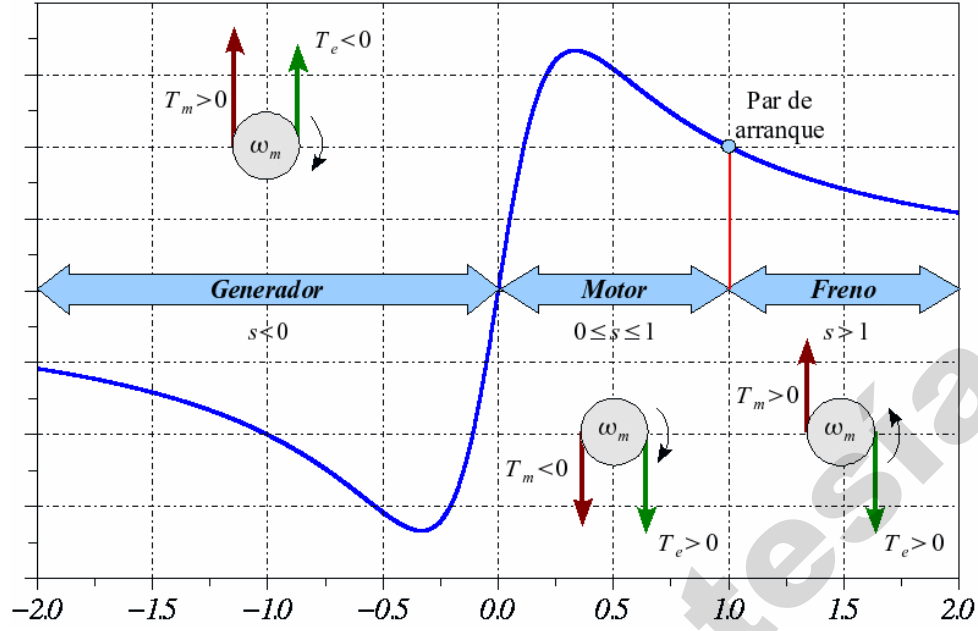 T_e<0
T_m>0
ω_m
Par de
arranque
Generador
Motor
Freno
s<0
0≤s≤1
s>1
T_m>0
ω_m
ω_m
T_m<0
T_e>0
T_e>0
−2.0 −1.5 −1.0 −0.5 0.0 0.5 1.0 1.5 2.0
tesía